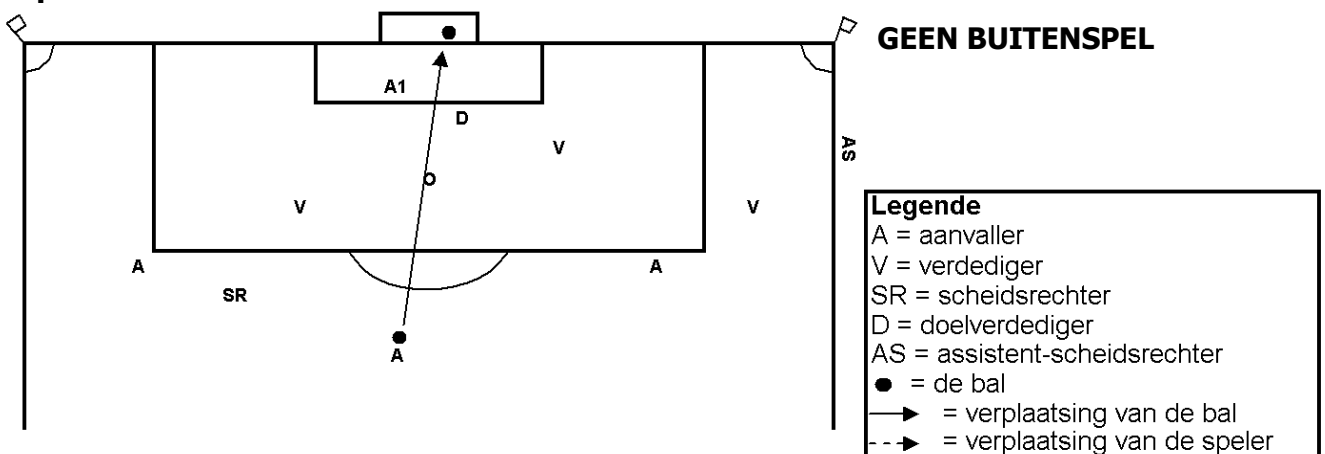 GEEN BUITENSPEL
A1
D
V
AS
V
V
A
A
SR
A
Legende
A = aanvaller
V = verdediger
SR = scheidsrechter
D = doelverdediger
AS = assistent-scheidsrechter
= de bal
= verplaatsing van de bal
= verplaatsing van de speler